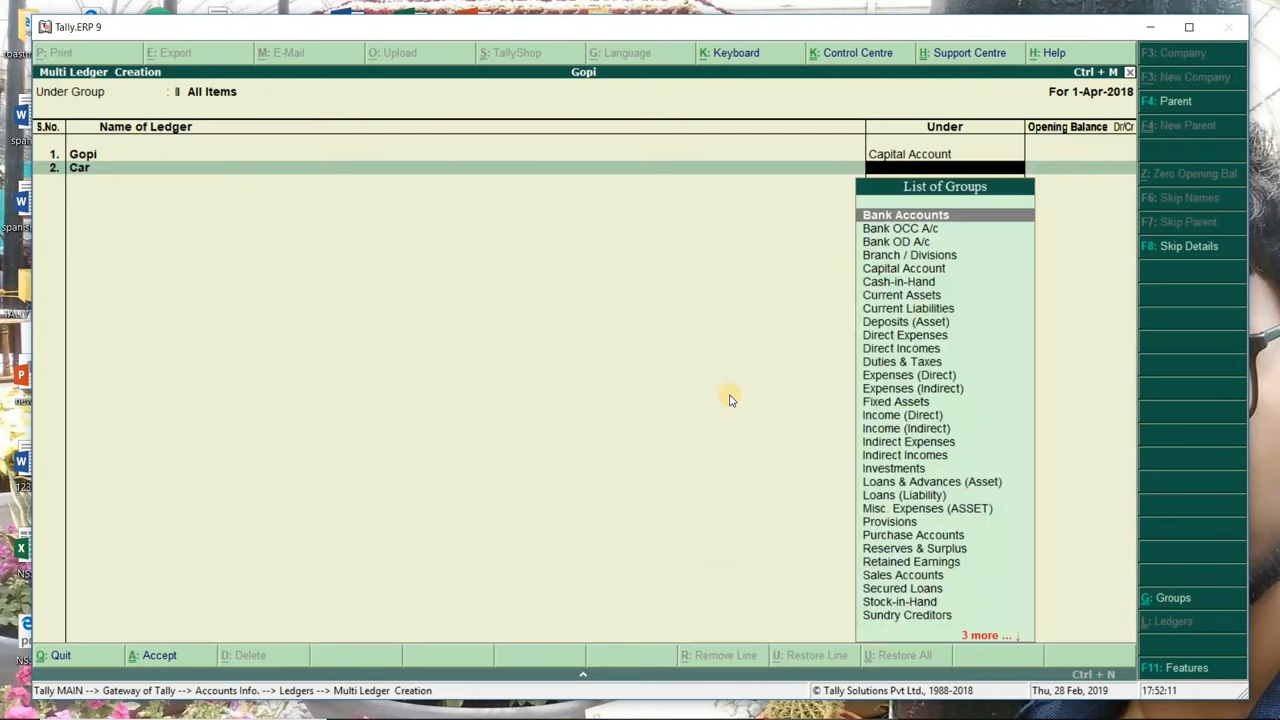 Tally.ERP 9
P: Print E: Export M: E-Mail O: Upload S: TallyShop G: Language K: Keyboard K: Control Centre H: Support Centre H: Help
Multi Ledger Creation Gopi Ctrl + M
Under Group : All Items For 1-Apr-2018
S.No. Name of Ledger Under Opening Balance Dr/Cr
1. Gopi Capital Account
2. Car
List of Groups
Bank Accounts
Bank OCC A/c
Bank OD A/c
Branch / Divisions
Capital Account
Cash-in-Hand
Current Assets
Current Liabilities
Deposits (Asset)
Direct Expenses
Direct Incomes
Duties & Taxes
Expenses (Direct)
Expenses (Indirect)
Fixed Assets
Income (Direct)
Income (Indirect)
Indirect Expenses
Indirect Incomes
Investments
Loans & Advances (Asset)
Loans (Liability)
Misc. Expenses (ASSET)
Provisions
Purchase Accounts
Reserves & Surplus
Retained Earnings
Sales Accounts
Secured Loans
Stock-in-Hand
Sundry Creditors
3 more ... ↓
F3: Company
F3: New Company
F4: Parent
F4: New Parent
Z: Zero Opening Bal
F6: Skip Names
F7: Skip Parent
F8: Skip Details
G: Groups
L: Ledgers
F11: Features
Q: Quit A: Accept D: Delete R: Remove Line U: Restore Line U: Restore All
Ctrl + N
Tally MAIN --> Gateway of Tally --> Accounts Info. --> Ledgers --> Multi Ledger Creation © Tally Solutions Pvt Ltd., 1988-2018 Thu, 28 Feb, 2019 17:52:11